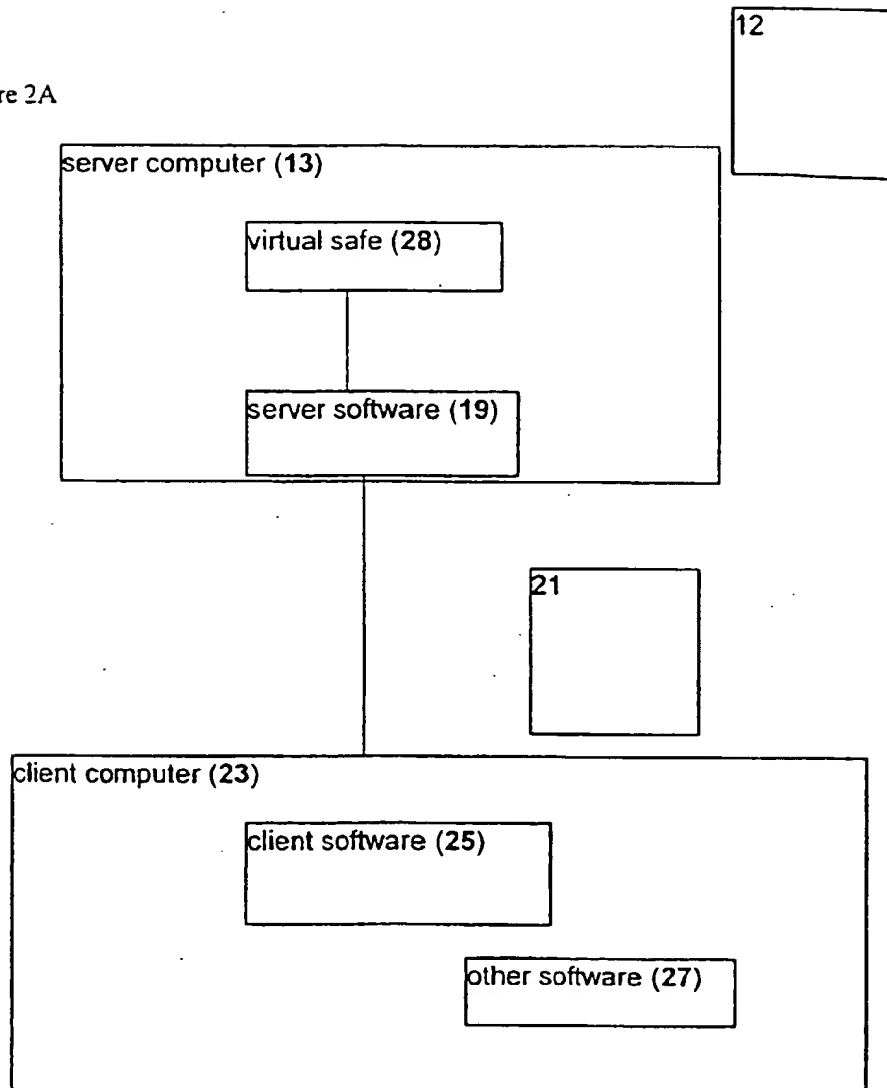 12
re 2A
server computer (13)
virtual safe (28)
server software (19)
21
client computer (23)
client software (25)
other software (27)